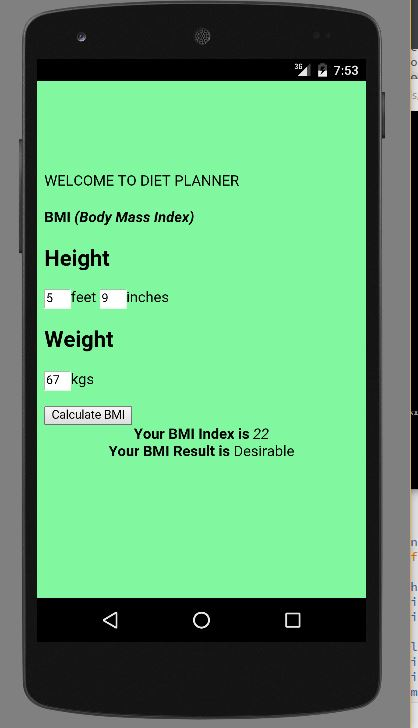 3G 7:53
WELCOME TO DIET PLANNER
BMI (Body Mass Index)
Height
5 feet 9 inches
Weight
67 kgs
Calculate BMI
Your BMI Index is 22
Your BMI Result is Desirable